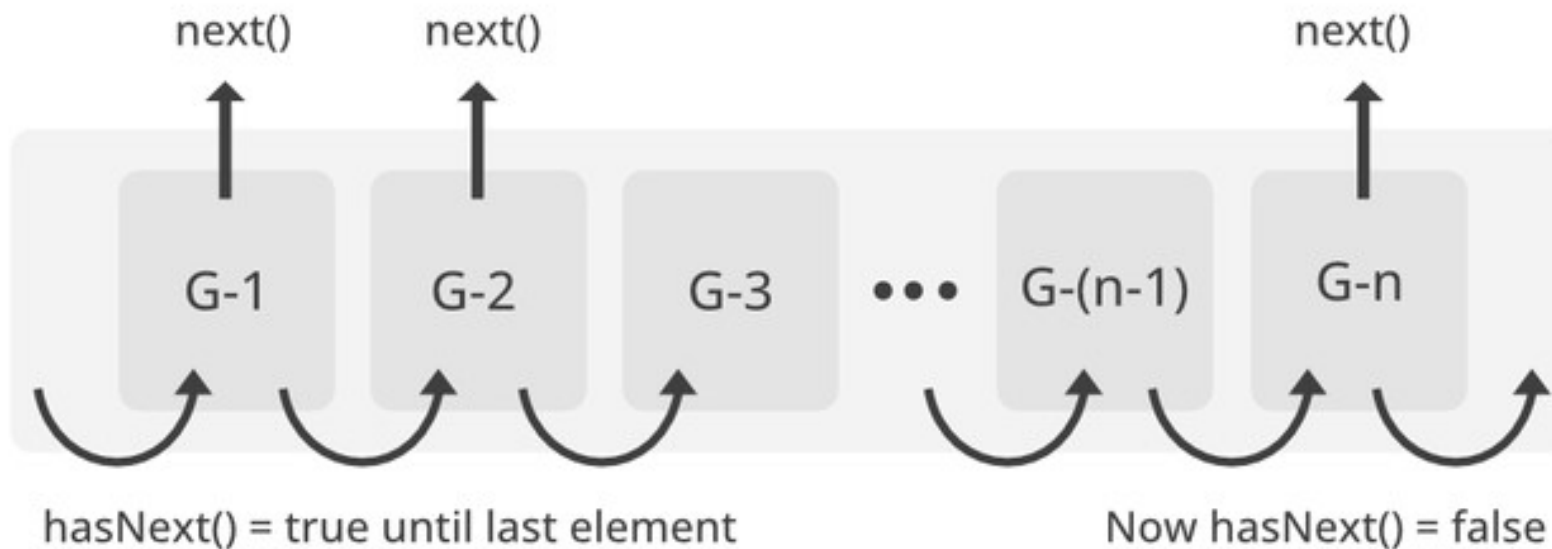 next() next() next()
G-1 G-2 G-3 ••• G-(n-1) G-n
hasNext() = true until last element Now hasNext() = false